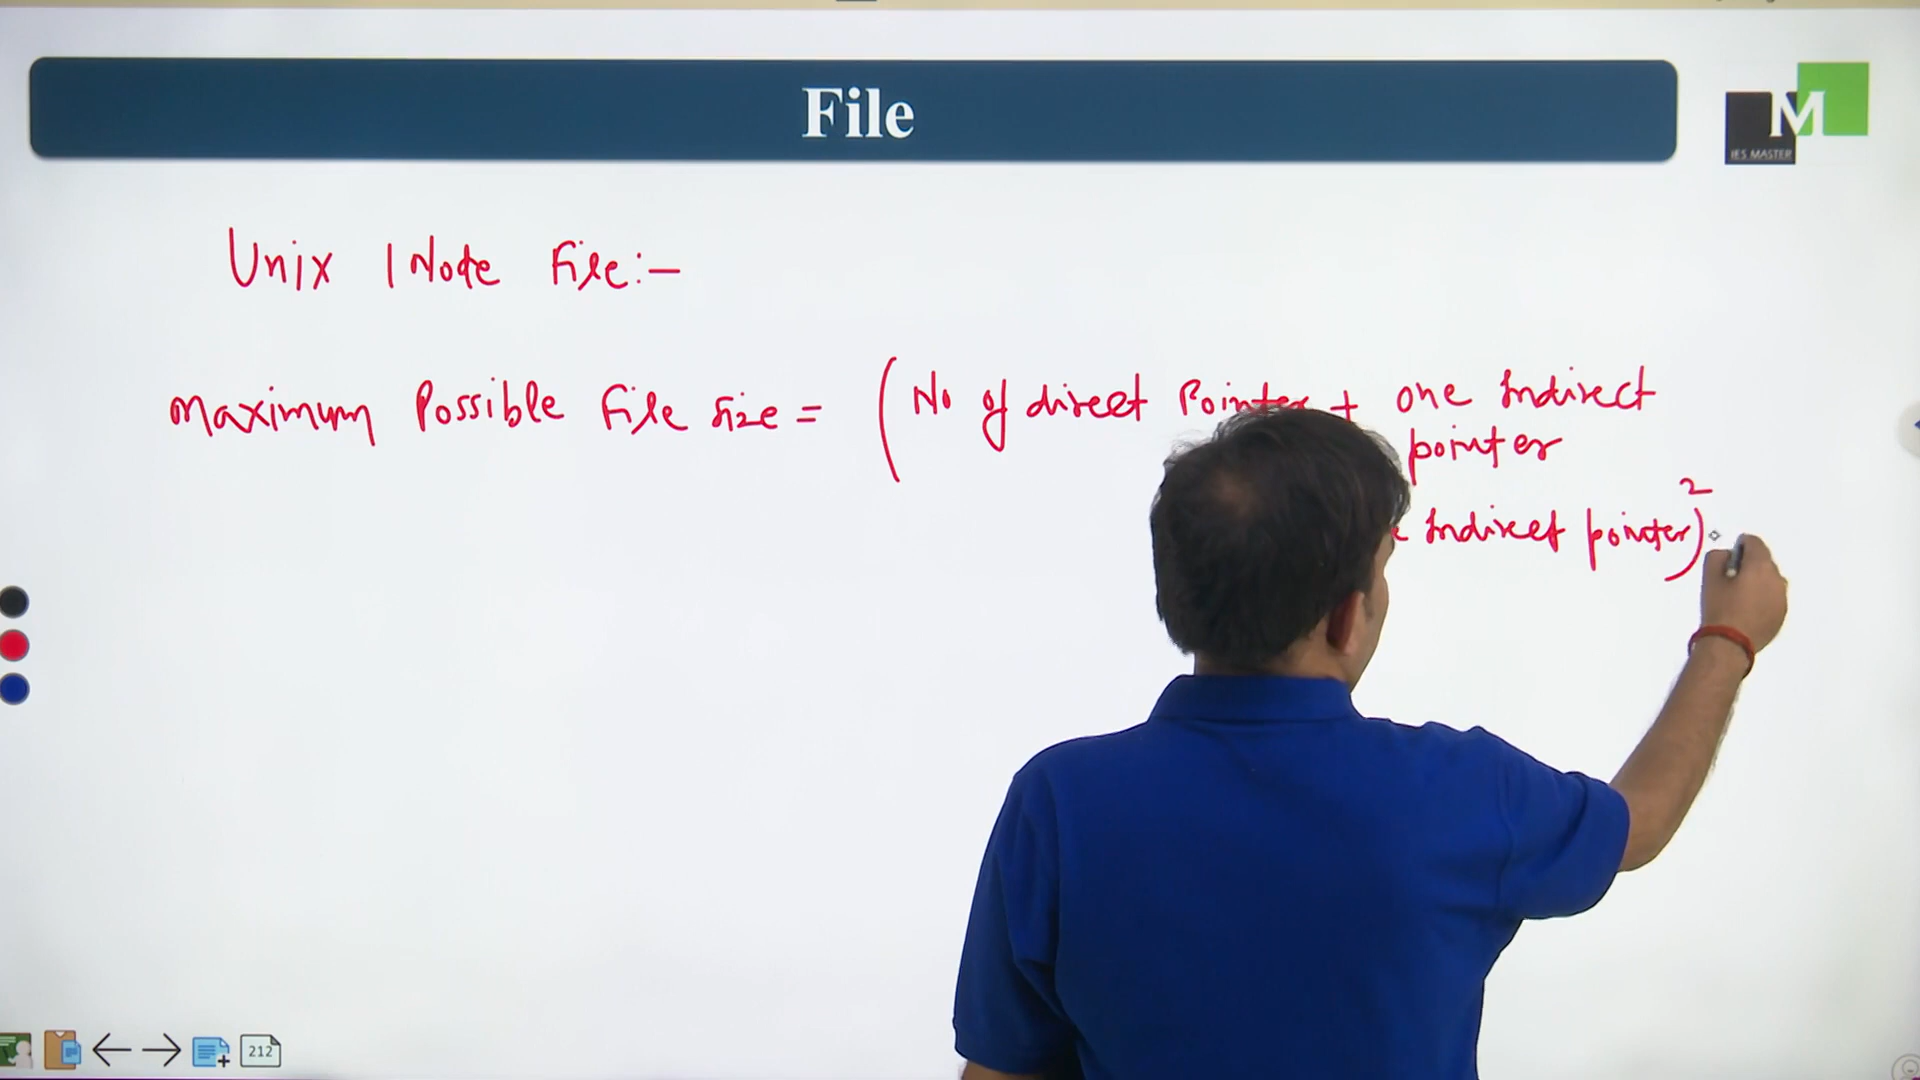 File
M
IES MASTER
Unix INode File:-
Maximum Possible File Size = ( No of direct Pointer + one Indirect
pointer
Indirect pointer)²
212